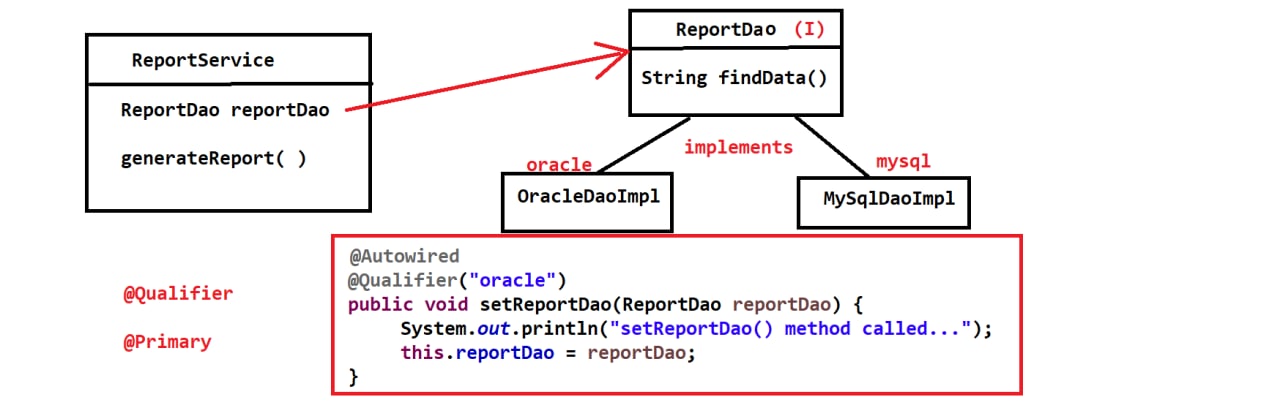 ReportService
ReportDao reportDao
generateReport( )
ReportDao (I)
String findData()
implements
oracle
mysql
OracleDaoImpl
MySqlDaoImpl
@Qualifier
@Primary
@Autowired
@Qualifier("oracle")
public void setReportDao(ReportDao reportDao) {
System.out.println("setReportDao() method called...");
this.reportDao = reportDao;
}